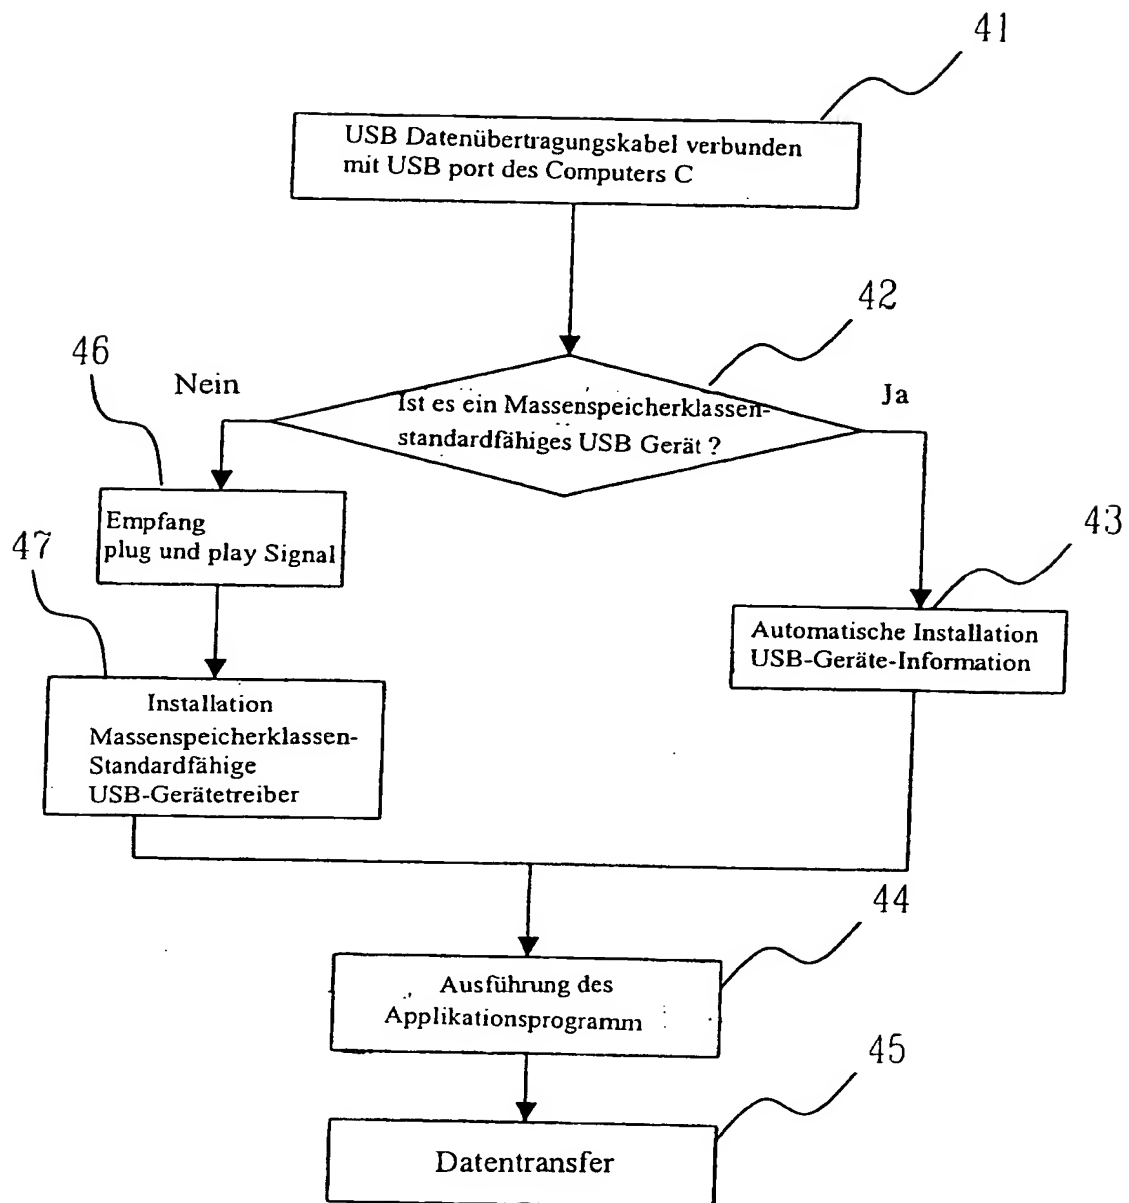 41
USB Datenübertragungskabel verbunden
mit USB port des Computers C
42
46
Nein
Ja
Ist es ein Massenspeicherklassen-
standardfähiges USB Gerät ?
43
Empfang
plug und play Signal
47
Automatische Installation
USB-Geräte-Information
Installation
Massenspeicherklassen-
Standardfähige
USB-Gerätetreiber
44
Ausführung des
Applikationsprogramm
45
Datentransfer